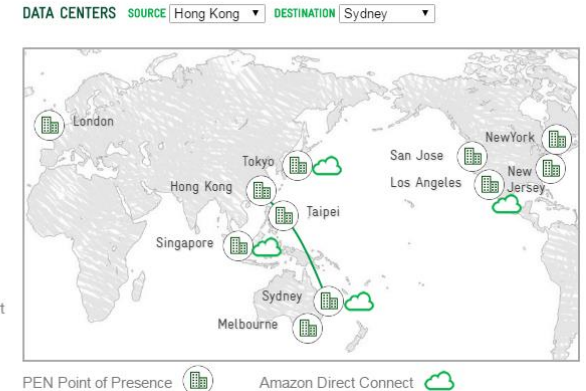 DATA CENTERS SOURCE Hong Kong DESTINATION Sydney
London
NewYork
Tokyo
San Jose
New Jersey
Hong Kong
Los Angeles
Taipei
Singapore
Sydney
t
Melbourne
PEN Point of Presence Amazon Direct Connect